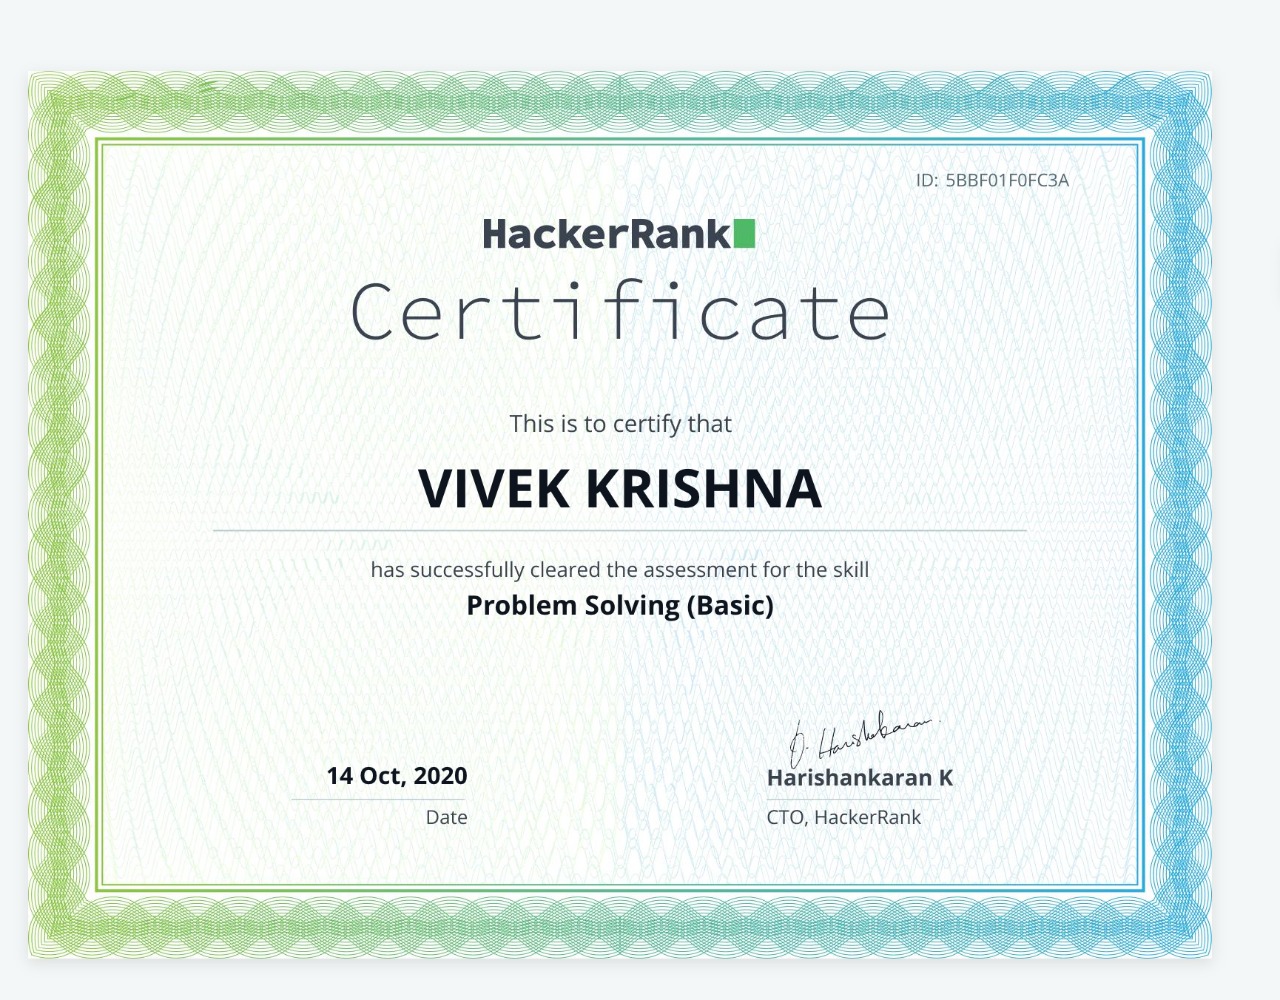 ID: 5BBF01F0FC3A
HackerRank
Certificate
This is to certify that
VIVEK KRISHNA
has successfully cleared the assessment for the skill
Problem Solving (Basic)
14 Oct, 2020
Date
Harishankaran K
CTO, HackerRank